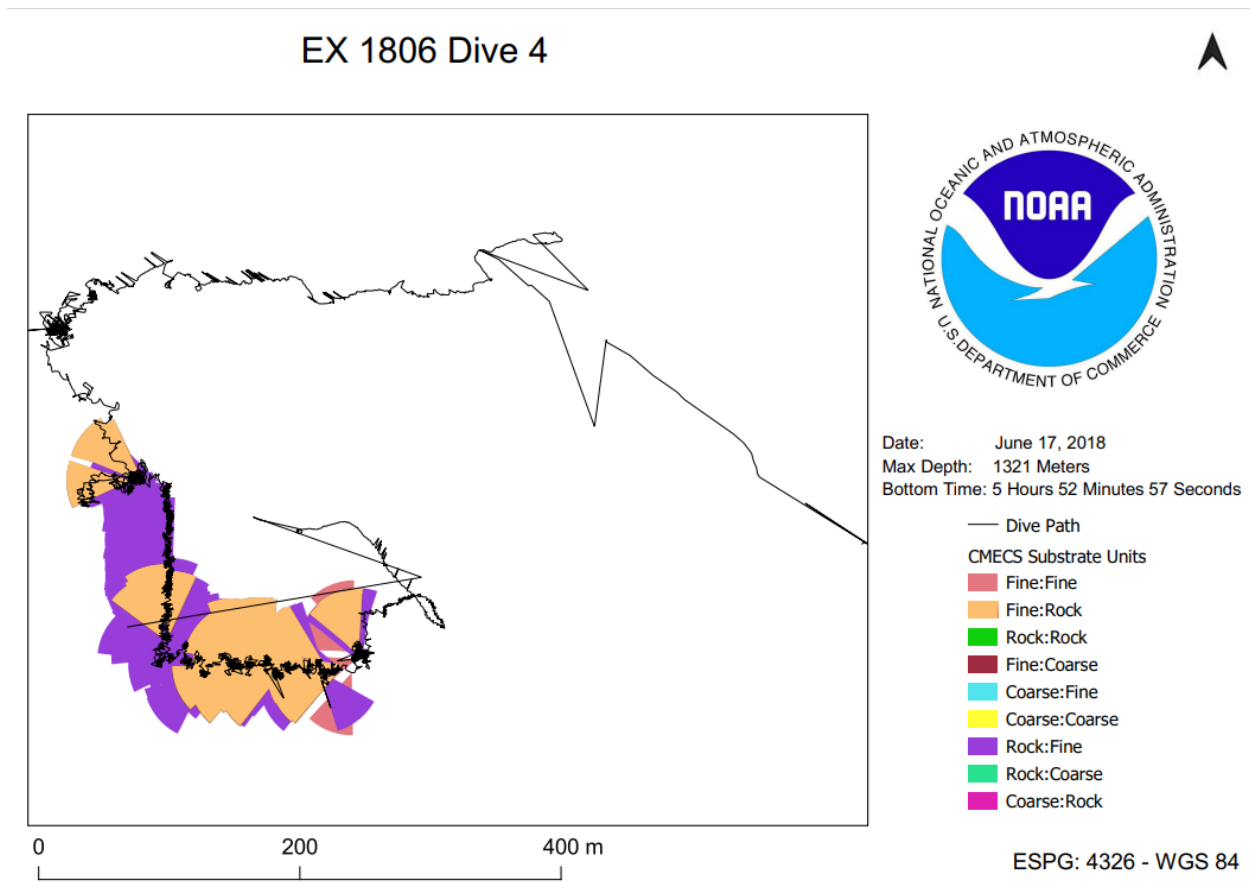 EX 1806 Dive 4
NATIONAL OCEANIC AND ATMOSPHERIC ADMINISTRATION
U.S. DEPARTMENT OF COMMERCE
NOAA
Date: June 17, 2018
Max Depth: 1321 Meters
Bottom Time: 5 Hours 52 Minutes 57 Seconds
Dive Path
CMECS Substrate Units
Fine:Fine
Fine:Rock
Rock:Rock
Fine:Coarse
Coarse:Fine
Coarse:Coarse
Rock:Fine
Rock:Coarse
Coarse:Rock
0 200 400 m
ESPG: 4326 - WGS 84